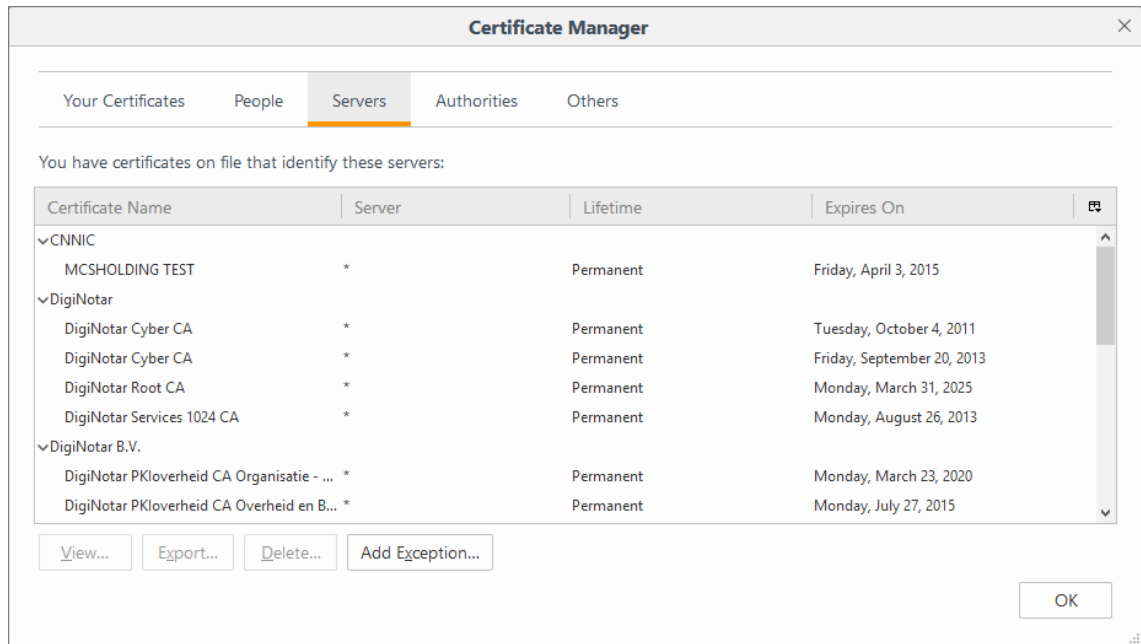 Certificate Manager
Your Certificates People Servers Authorities Others
You have certificates on file that identify these servers:
Certificate Name Server Lifetime Expires On
CNNIC
MCSHOLDING TEST * Permanent Friday, April 3, 2015
DigiNotar
DigiNotar Cyber CA * Permanent Tuesday, October 4, 2011
DigiNotar Cyber CA * Permanent Friday, September 20, 2013
DigiNotar Root CA * Permanent Monday, March 31, 2025
DigiNotar Services 1024 CA * Permanent Monday, August 26, 2013
DigiNotar B.V.
DigiNotar PKIoverheid CA Organisatie - ... * Permanent Monday, March 23, 2020
DigiNotar PKIoverheid CA Overheid en B... * Permanent Monday, July 27, 2015
View... Export... Delete... Add Exception...
OK